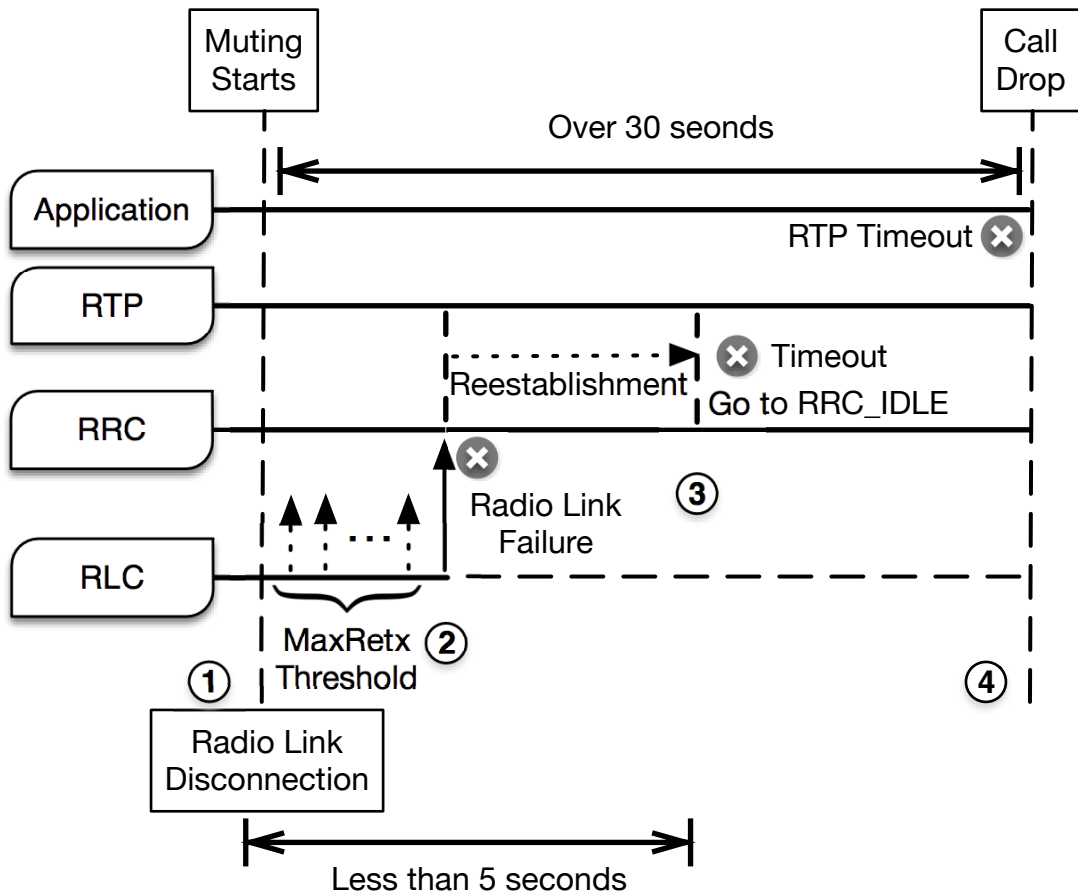 Muting
Starts
Call
Drop
Over 30 seonds
Application
RTP Timeout
RTP
Timeout
Reestablishment
Go to RRC_IDLE
RRC
3
Radio Link
Failure
...
RLC
MaxRetx
Threshold
2
1
4
Radio Link
Disconnection
Less than 5 seconds